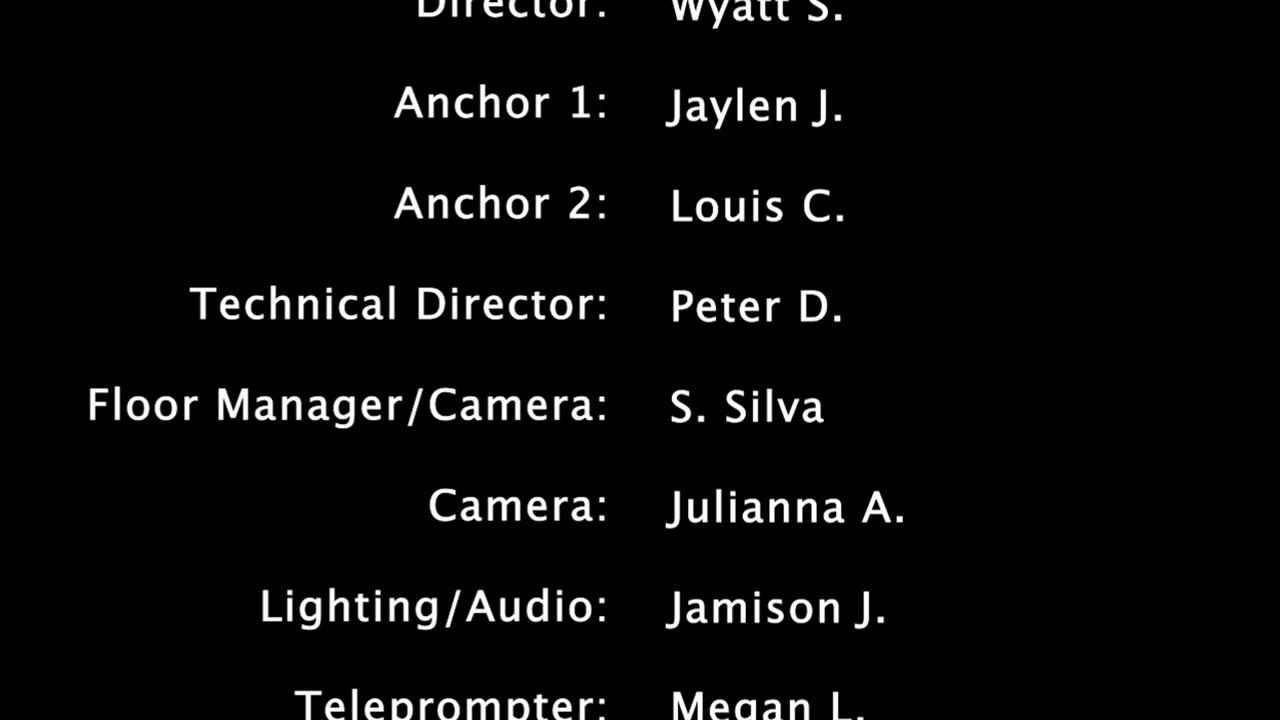 Director: Wyatt S.
Anchor 1: Jaylen J.
Anchor 2: Louis C.
Technical Director: Peter D.
Floor Manager/Camera: S. Silva
Camera: Julianna A.
Lighting/Audio: Jamison J.
Teleprompter: Megan L.